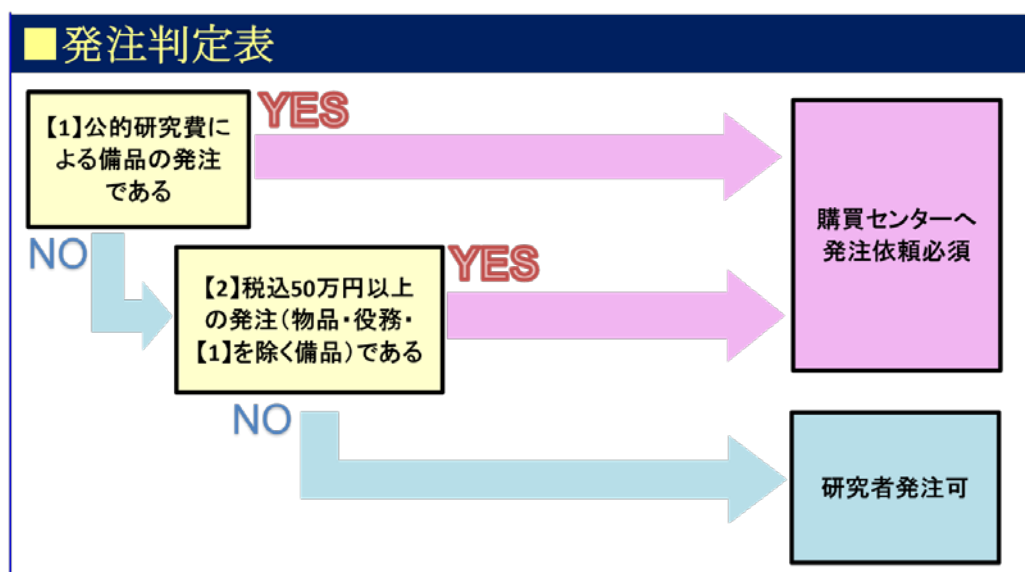 ■発注判定表
【1】公的研究費に
よる備品の発注
である
YES
購買センターへ
発注依頼必須
NO
【2】税込50万円以上
の発注（物品・役務・
【1】を除く備品）である
YES
NO
研究者発注可